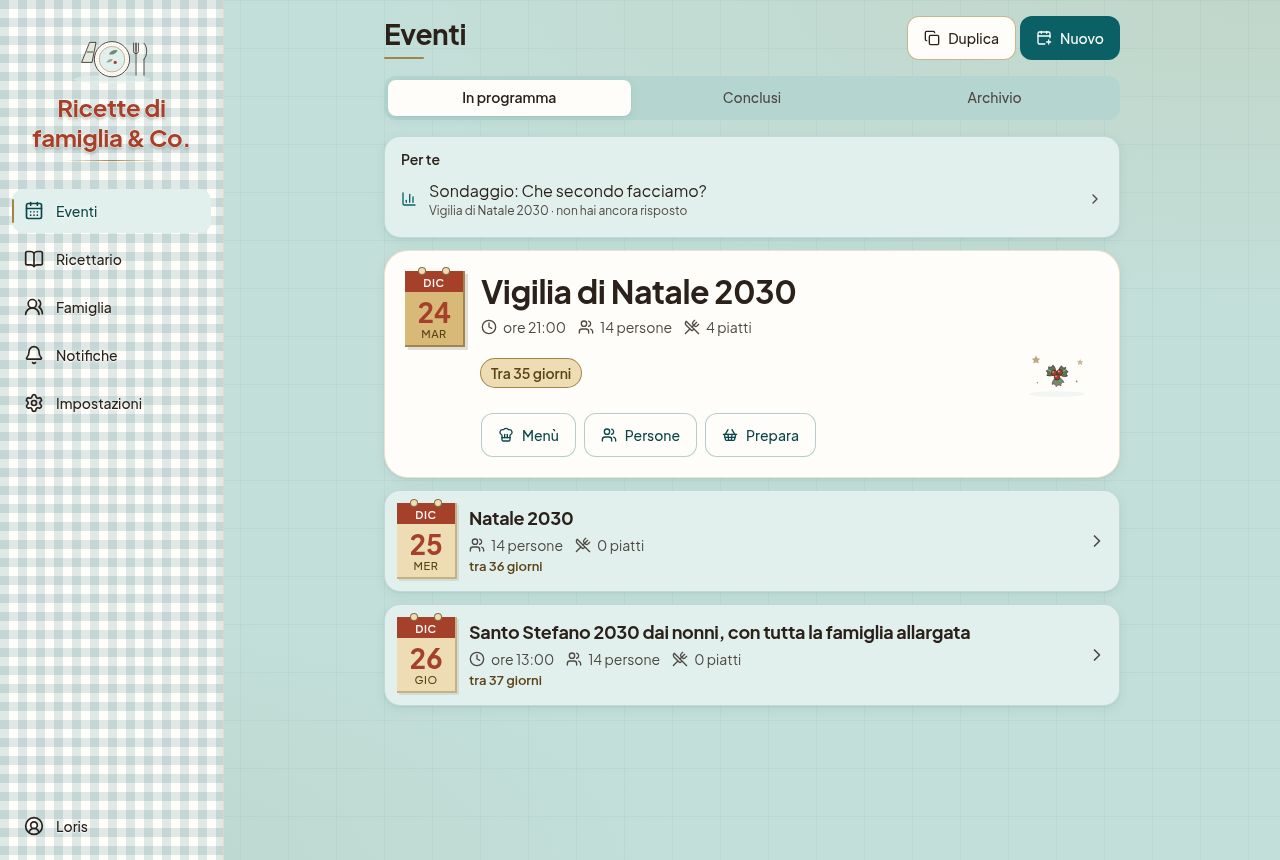 Ricette di
famiglia & Co.
Eventi
Ricettario
Famiglia
Notifiche
Impostazioni
Loris
Eventi
Duplica
Nuovo
In programma
Conclusi
Archivio
Per te
Sondaggio: Che secondo facciamo?
Vigilia di Natale 2030 · non hai ancora risposto
DIC
24
MAR
Vigilia di Natale 2030
ore 21:00
14 persone
4 piatti
Tra 35 giorni
Menù
Persone
Prepara
DIC
25
MER
Natale 2030
14 persone
0 piatti
tra 36 giorni
DIC
26
GIO
Santo Stefano 2030 dai nonni, con tutta la famiglia allargata
ore 13:00
14 persone
0 piatti
tra 37 giorni